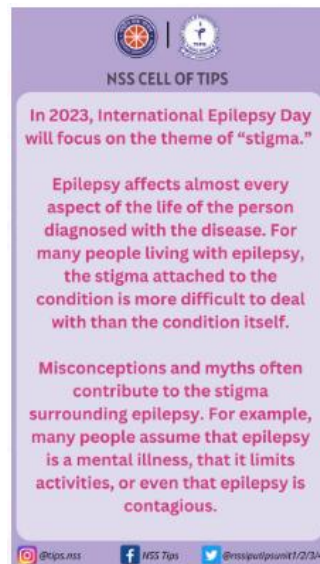 NSS CELL OF TIPS
In 2023, International Epilepsy Day
will focus on the theme of “stigma.”
Epilepsy affects almost every
aspect of the life of the person
diagnosed with the disease. For
many people living with epilepsy,
the stigma attached to the
condition is more difficult to deal
with than the condition itself.
Misconceptions and myths often
contribute to the stigma
surrounding epilepsy. For example,
many people assume that epilepsy
is a mental illness, that it limits
activities, or even that epilepsy is
contagious.
@tips.nss NSS Tips @nssiputipsunit1/2/3/4